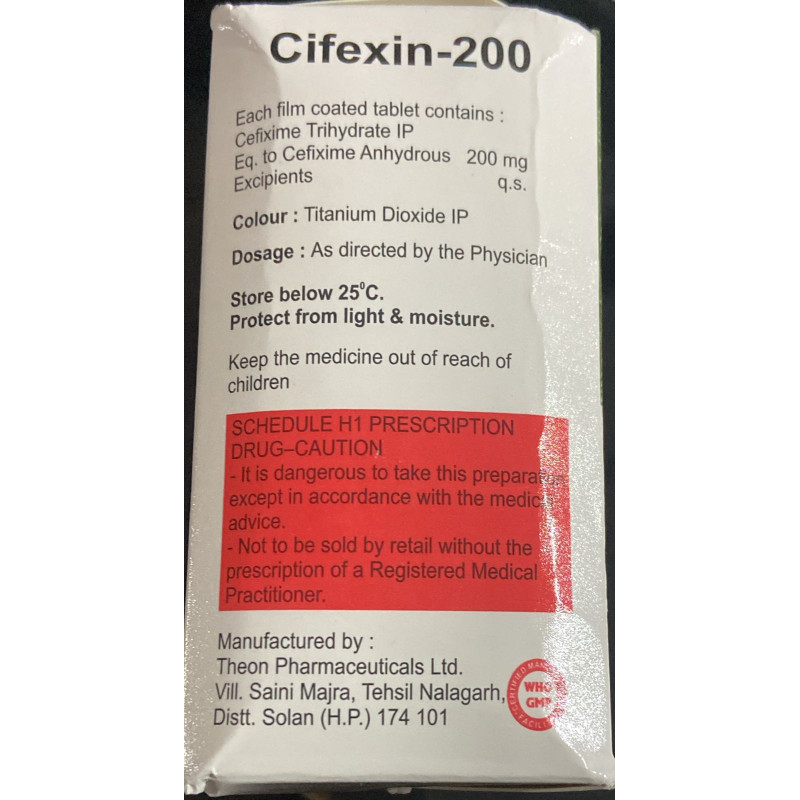 Cifexin-200
Each film coated tablet contains :
Cefixime Trihydrate IP
Eq. to Cefixime Anhydrous 200 mg
Excipients q.s.
Colour : Titanium Dioxide IP
Dosage : As directed by the Physician
Store below 25⁰C.
Protect from light & moisture.
Keep the medicine out of reach of
children
SCHEDULE H1 PRESCRIPTION
DRUG–CAUTION
- It is dangerous to take this
except in accordance with the
advice.
- Not to be sold by retail without the
prescription of a Registered Medical
Practitioner.
Manufactured by :
Theon Pharmaceuticals Ltd.
Vill. Saini Majra, Tehsil Nalagarh,
Distt. Solan (H.P.) 174 101
CERTIFIED
WHO
GMP